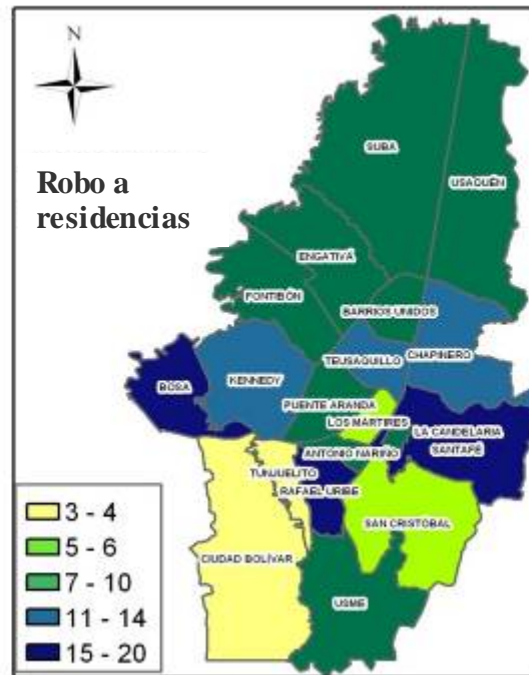 N
Robo a
residencias
SUBA
USAQUÉN
ENGATIVÁ
FONTIBÓN
BARRIOS UNIDOS
TEUSAQUILLO
CHAPINERO
BOSA
KENNEDY
PUENTE ARANDA
LOS MÁRTIRES
LA CANDELARIA
ANTONIO NARIÑO
SANTAFÉ
TUNJUELITO
RAFAEL URIBE
SAN CRISTOBAL
CIUDAD BOLÍVAR
USME
3 - 4
5 - 6
7 - 10
11 - 14
15 - 20